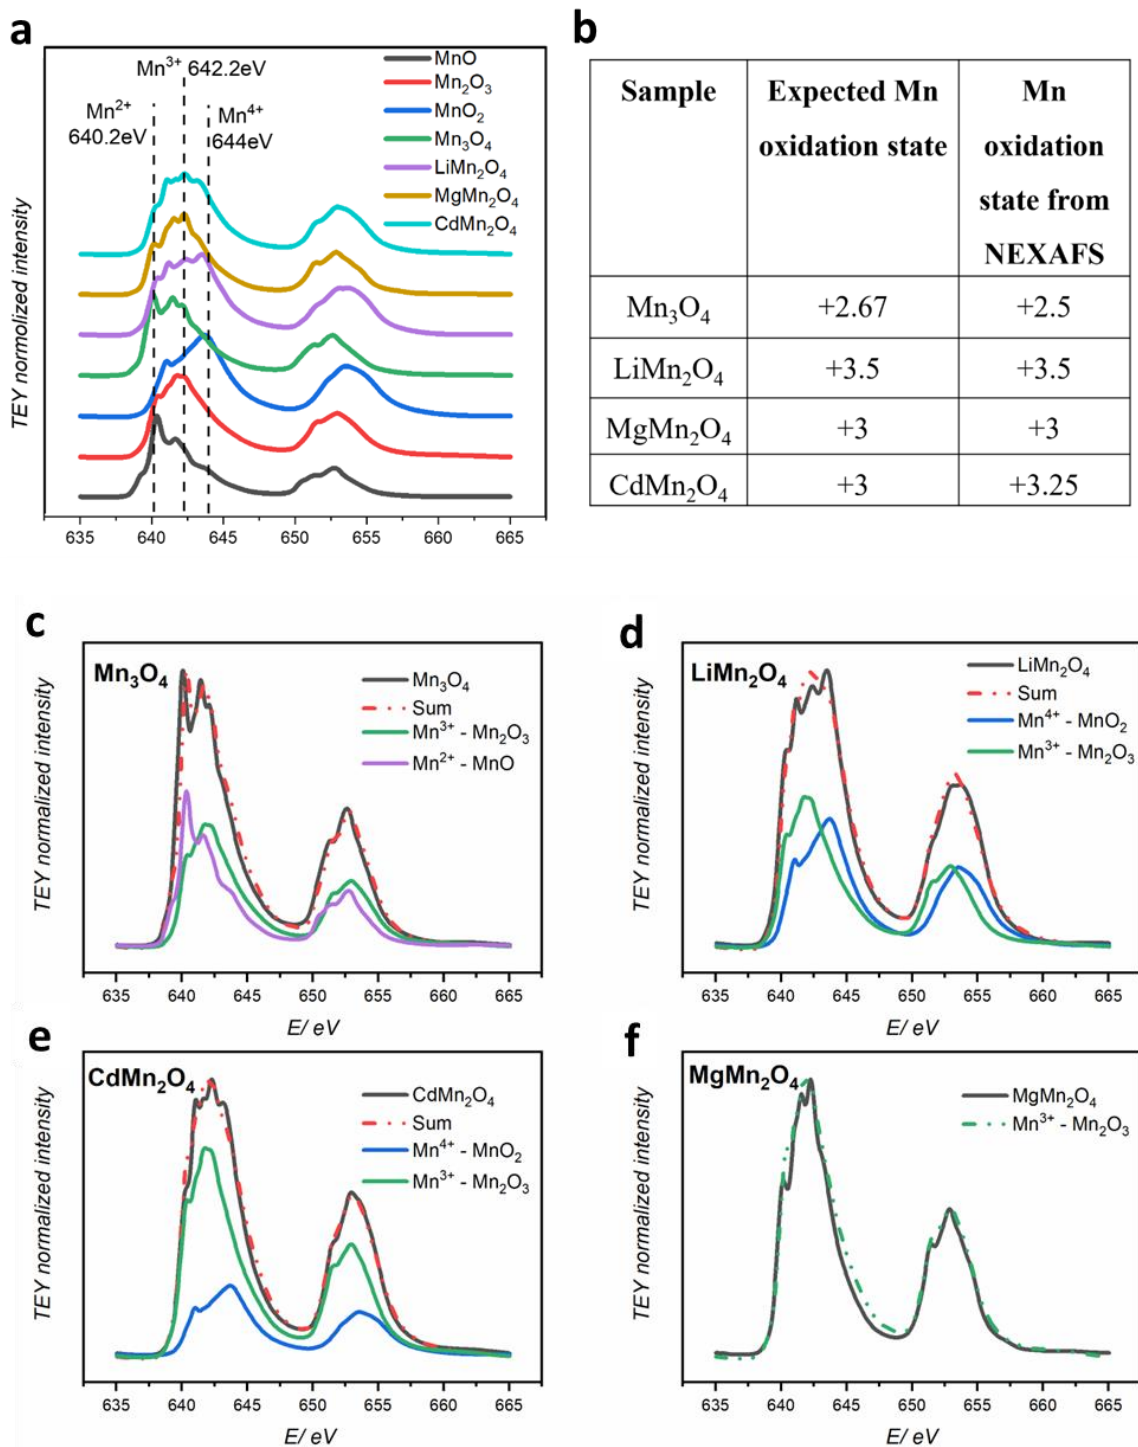 a
Mn³⁺ 642.2eV
Mn²⁺
640.2eV
Mn⁴⁺
644eV
MnO
Mn₂O₃
MnO₂
Mn₃O₄
LiMn₂O₄
MgMn₂O₄
CdMn₂O₄
TEY normolized intensity
635 640 645 650 655 660 665
b
Sample Expected Mn oxidation state Mn oxidation state from NEXAFS
Mn₃O₄ +2.67 +2.5
LiMn₂O₄ +3.5 +3.5
MgMn₂O₄ +3 +3
CdMn₂O₄ +3 +3.25
c
Mn₃O₄
Mn₃O₄
Sum
Mn³⁺ - Mn₂O₃
Mn²⁺ - MnO
TEY normalized intensity
635 640 645 650 655 660 665
E/ eV
d
LiMn₂O₄
LiMn₂O₄
Sum
Mn⁴⁺ - MnO₂
Mn³⁺ - Mn₂O₃
TEY normalized intensity
635 640 645 650 655 660 665
E/ eV
e
CdMn₂O₄
CdMn₂O₄
Sum
Mn⁴⁺ - MnO₂
Mn³⁺ - Mn₂O₃
TEY normalized intensity
635 640 645 650 655 660 665
E/ eV
f
MgMn₂O₄
MgMn₂O₄
Mn³⁺ - Mn₂O₃
TEY normalized intensity
635 640 645 650 655 660 665
E/ eV